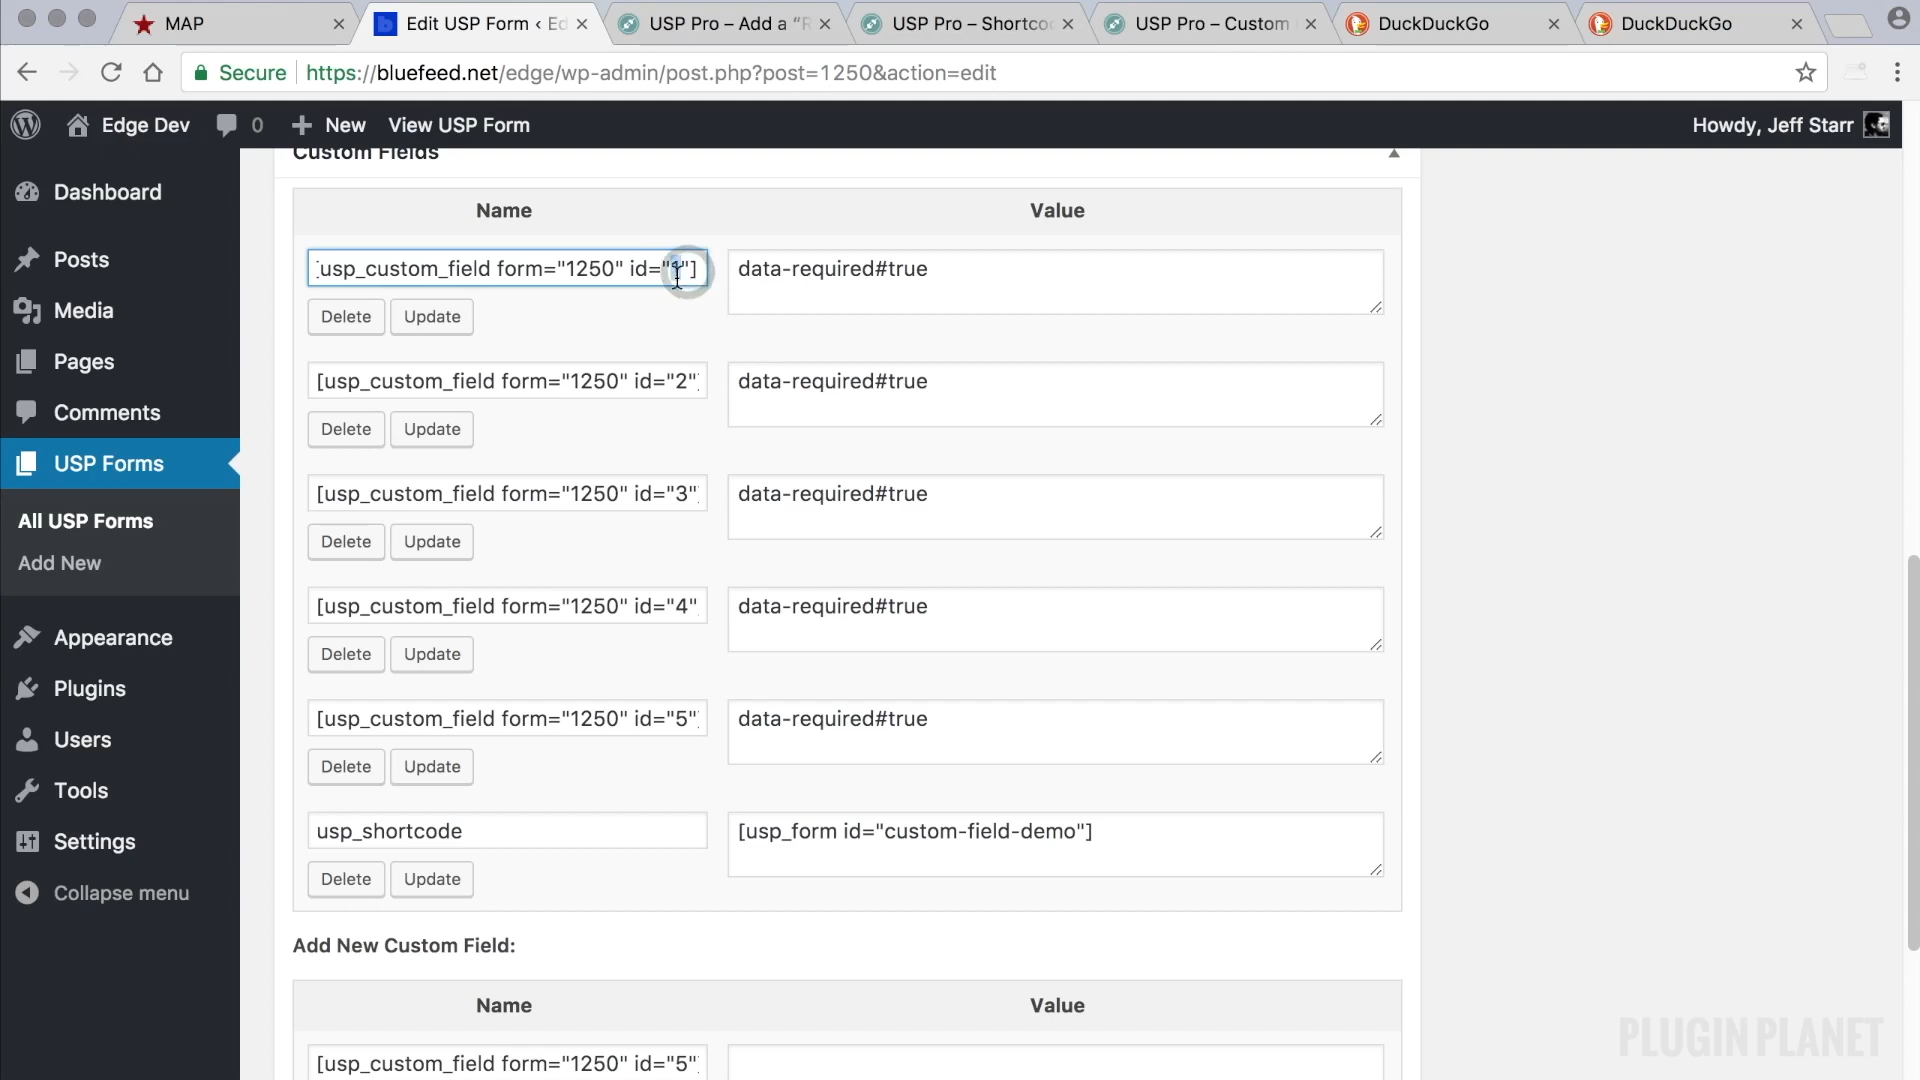 MAP
Edit USP Form ‹ Ed
USP Pro – Add a “R
USP Pro – Shortco
USP Pro – Custom
DuckDuckGo
DuckDuckGo
Secure
https://bluefeed.net/edge/wp-admin/post.php?post=1250&action=edit
Edge Dev
0
New
View USP Form
Howdy, Jeff Starr
Dashboard
Posts
Media
Pages
Comments
USP Forms
All USP Forms
Add New
Appearance
Plugins
Users
Tools
Settings
Collapse menu
Custom Fields
Name
Value
[usp_custom_field form="1250" id="1"]
data-required#true
Delete
Update
[usp_custom_field form="1250" id="2"]
data-required#true
Delete
Update
[usp_custom_field form="1250" id="3"]
data-required#true
Delete
Update
[usp_custom_field form="1250" id="4"
data-required#true
Delete
Update
[usp_custom_field form="1250" id="5"]
data-required#true
Delete
Update
usp_shortcode
[usp_form id="custom-field-demo"]
Delete
Update
Add New Custom Field:
Name
Value
[usp_custom_field form="1250" id="5"]
PLUGIN PLANET